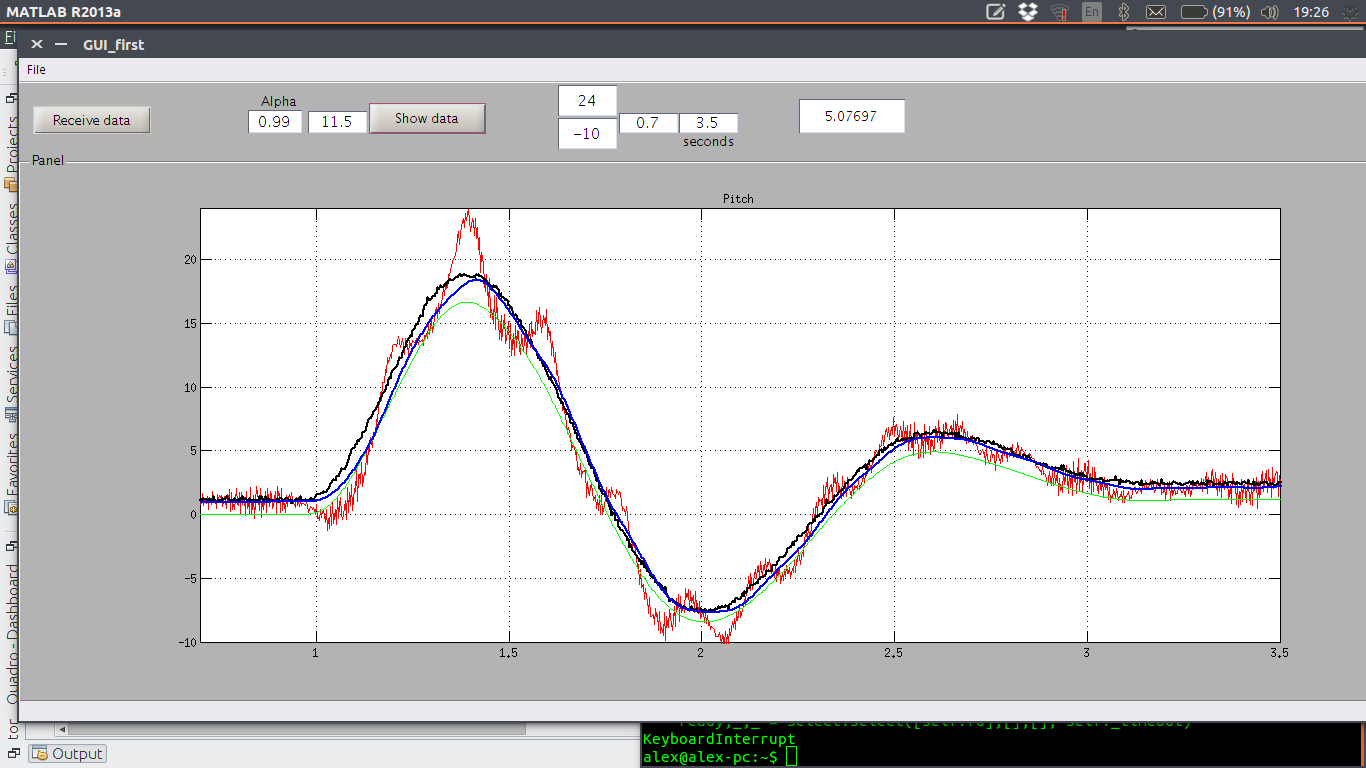 MATLAB R2013a
En
(91%)
19:26
GUI_first
File
Receive data
Alpha
0.99
11.5
Show data
24
-10
0.7
3.5
seconds
5.07697
Panel
Pitch
20
15
10
5
0
-5
-10
1
1.5
2
2.5
3
3.5
Projects
Classes
Files
Services
Favorites
Quadro - Dashboard
Output
KeyboardInterrupt
alex@alex-pc:~$